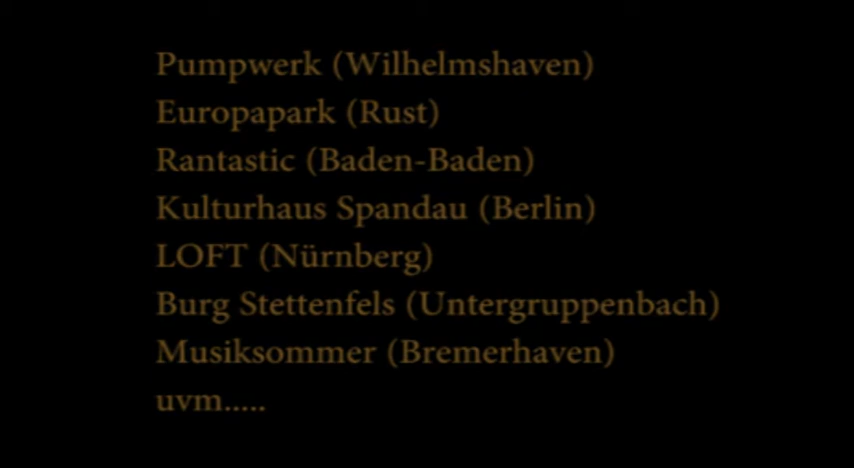 Pumpwerk (Wilhelmshaven)
Europapark (Rust)
Rantastic (Baden-Baden)
Kulturhaus Spandau (Berlin)
LOFT (Nürnberg)
Burg Stettenfels (Untergruppenbach)
Musiksommer (Bremerhaven)
uvm.....